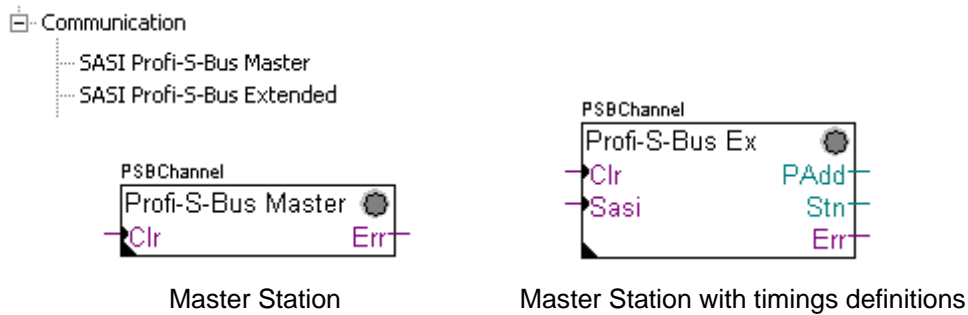 Communication
SASI Profi-S-Bus Master
SASI Profi-S-Bus Extended
PSBChannel
Profi-S-Bus Master
Clr Err
Master Station
PSBChannel
Profi-S-Bus Ex
Clr PAdd
Sasi Stn
Err
Master Station with timings definitions